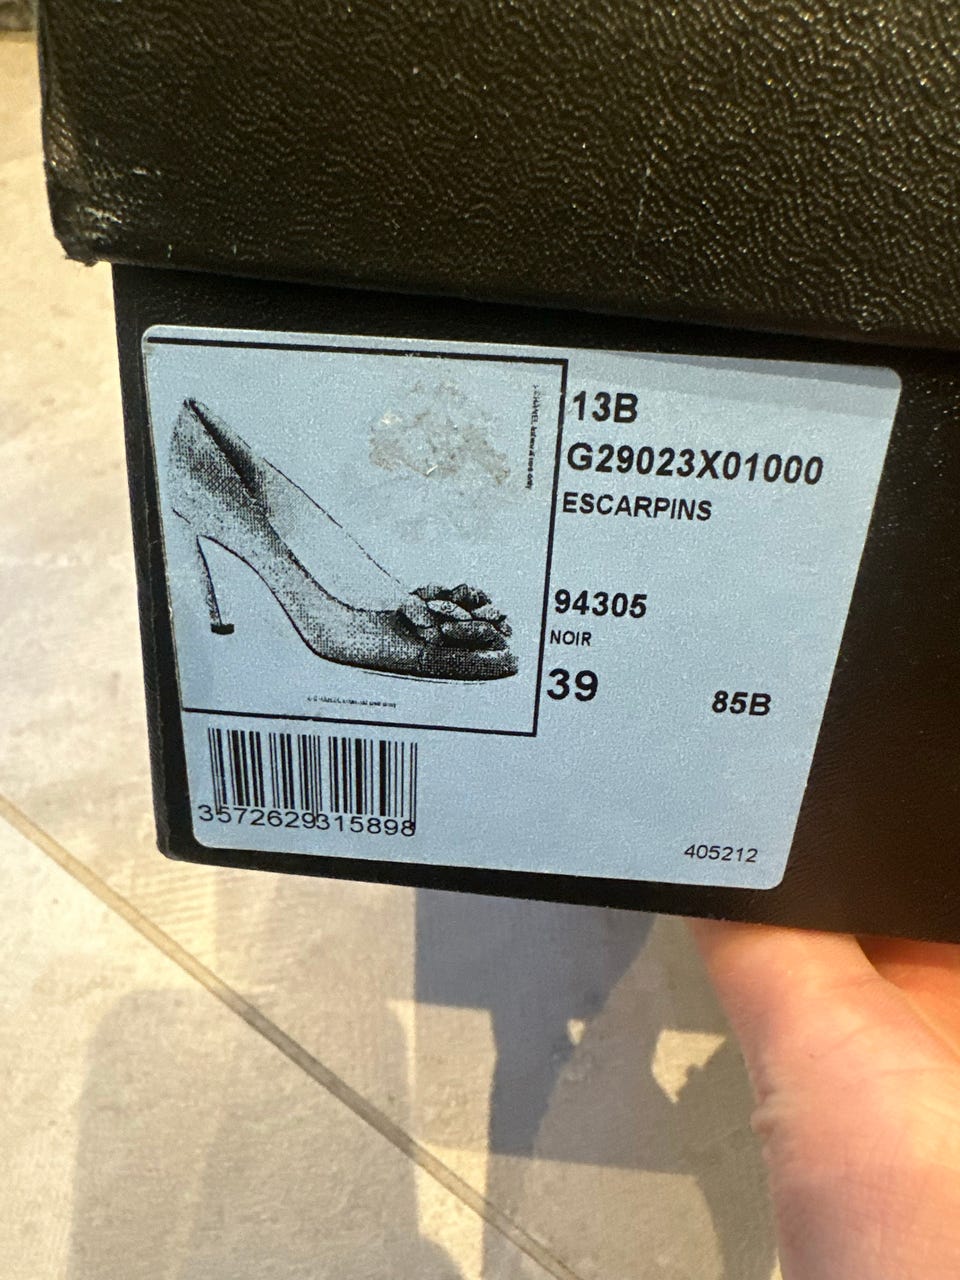 13B
G29023X01000
ESCARPINS
94305
NOIR
39
85B
3572629315898
405212